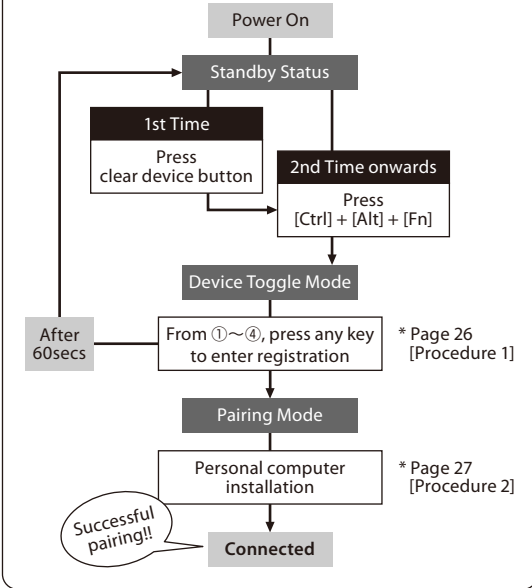 Power On
Standby Status
1st Time
Press
clear device button
2nd Time onwards
Press
[Ctrl] + [Alt] + [Fn]
Device Toggle Mode
After
60secs
From ①～④, press any key
to enter registration
* Page 26
[Procedure 1]
Pairing Mode
Personal computer
installation
* Page 27
[Procedure 2]
Successful
pairing!!
Connected